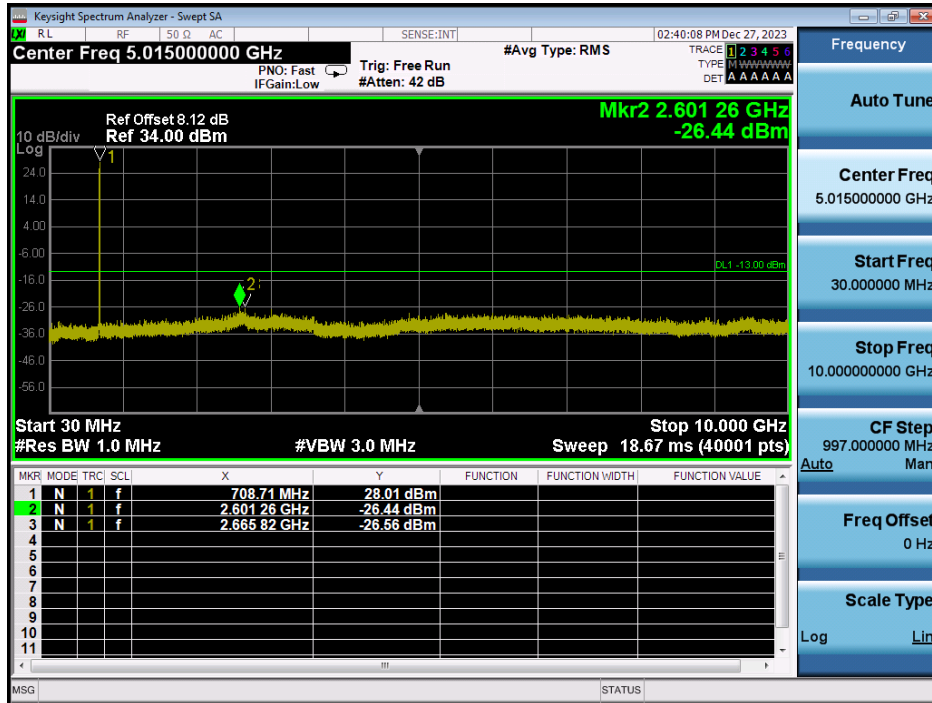 Keysight Spectrum Analyzer - Swept SA
LXI RL RF 50 Ω AC SENSE:INT 02:40:08 PM Dec 27, 2023
Center Freq 5.015000000 GHz
PNO: Fast
IFGain:Low
Trig: Free Run
#Atten: 42 dB
#Avg Type: RMS
TRACE 1 2 3 4 5 6
TYPE M WWWWW
DET A A A A A A
Mkr2 2.601 26 GHz
-26.44 dBm
Ref Offset 8.12 dB
10 dB/div Ref 34.00 dBm
Log
1
24.0
14.0
4.00
-6.00
DL1 -13.00 dBm
-16.0
2
-26.0
-36.0
-46.0
-56.0
Start 30 MHz Stop 10.000 GHz
#Res BW 1.0 MHz #VBW 3.0 MHz Sweep 18.67 ms (40001 pts)
MKR MODE TRC SCL X Y FUNCTION FUNCTION WIDTH FUNCTION VALUE
1 N 1 f 708.71 MHz 28.01 dBm
2 N 1 f 2.601 26 GHz -26.44 dBm
3 N 1 f 2.665 82 GHz -26.56 dBm
4
5
6
7
8
9
10
11
MSG STATUS
Frequency
Auto Tune
Center Freq
5.015000000 GHz
Start Freq
30.000000 MHz
Stop Freq
10.000000000 GHz
CF Step
997.000000 MHz
Auto Man
Freq Offset
0 Hz
Scale Type
Log Lin